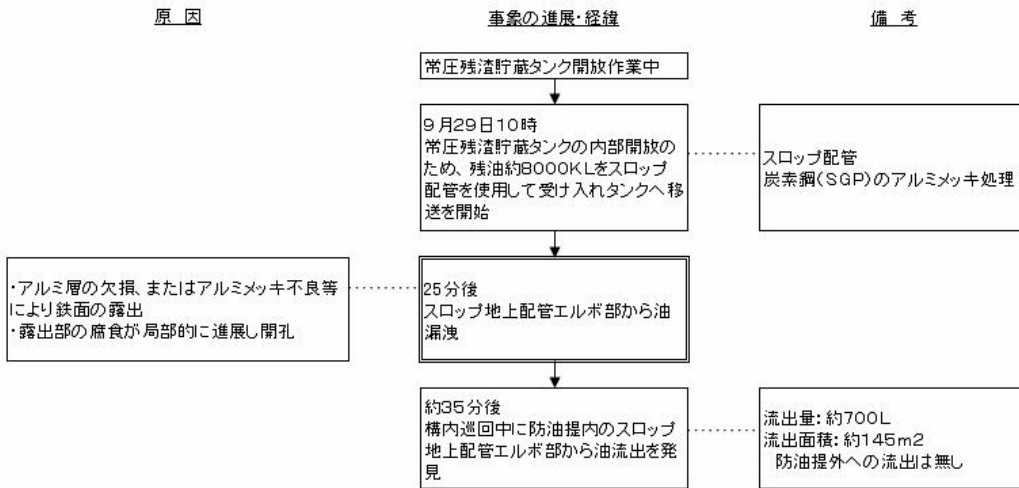 原 因
事象の進展・経緯
備 考
常圧残渣貯蔵タンク開放作業中
9月29日10時
常圧残渣貯蔵タンクの内部開放の
ため、残油約8000KLをスロップ
配管を使用して受け入れタンクへ移
送を開始
スロップ配管
炭素鋼(SGP)のアルミメッキ処理
・アルミ層の欠損、またはアルミメッキ不良等
により鉄面の露出
・露出部の腐食が局部的に進展し開孔
25分後
スロップ地上配管エルボ部から油
漏洩
約35分後
構内巡回中に防油提内のスロップ
地上配管エルボ部から油流出を発
見
流出量：約700L
流出面積：約145m2
防油提外への流出は無し